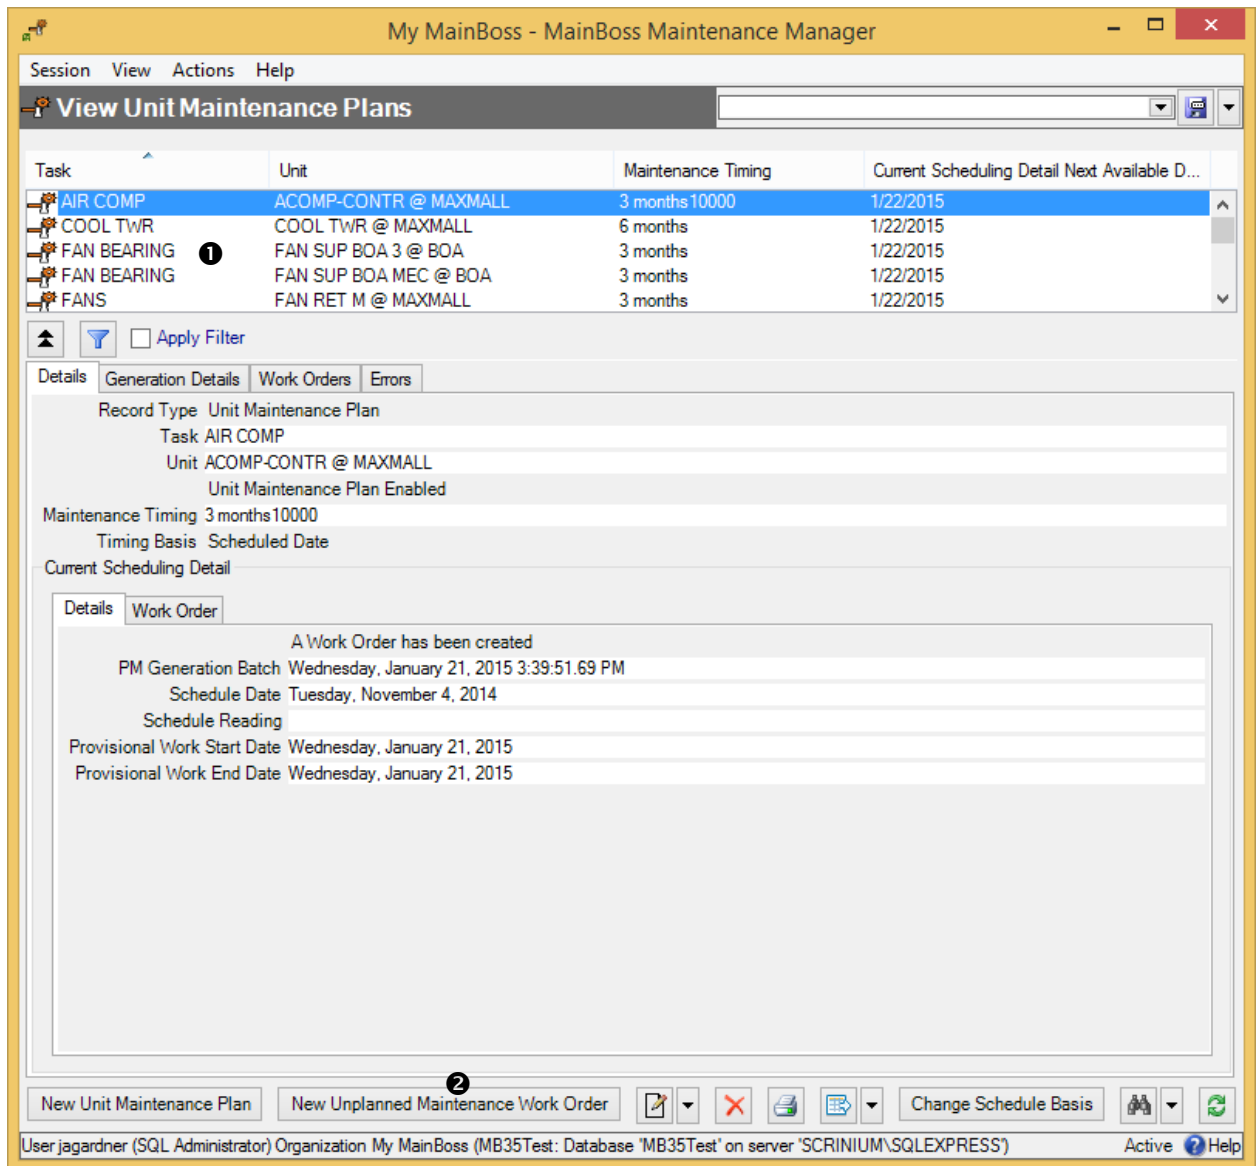 My MainBoss - MainBoss Maintenance Manager
Session View Actions Help
View Unit Maintenance Plans
Task Unit Maintenance Timing Current Scheduling Detail Next Available D...
AIR COMP ACOMP-CONTR @ MAXMALL 3 months10000 1/22/2015
COOL TWR COOL TWR @ MAXMALL 6 months 1/22/2015
FAN BEARING ❶ FAN SUP BOA 3 @ BOA 3 months 1/22/2015
FAN BEARING FAN SUP BOA MEC @ BOA 3 months 1/22/2015
FANS FAN RET M @ MAXMALL 3 months 1/22/2015
Apply Filter
Details Generation Details Work Orders Errors
Record Type Unit Maintenance Plan
Task AIR COMP
Unit ACOMP-CONTR @ MAXMALL
Unit Maintenance Plan Enabled
Maintenance Timing 3 months10000
Timing Basis Scheduled Date
Current Scheduling Detail
Details Work Order
A Work Order has been created
PM Generation Batch Wednesday, January 21, 2015 3:39:51.69 PM
Schedule Date Tuesday, November 4, 2014
Schedule Reading
Provisional Work Start Date Wednesday, January 21, 2015
Provisional Work End Date Wednesday, January 21, 2015
❷
New Unit Maintenance Plan New Unplanned Maintenance Work Order Change Schedule Basis
User jagardner (SQL Administrator) Organization My MainBoss (MB35Test: Database 'MB35Test' on server 'SCRINIUM\SQLEXPRESS') Active Help